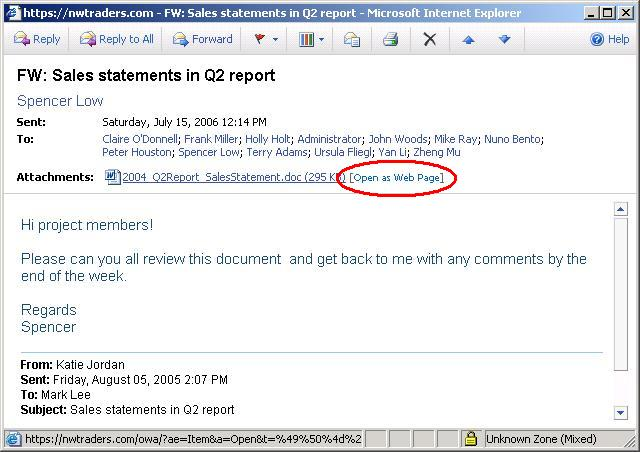 https://nwtraders.com - FW: Sales statements in Q2 report - Microsoft Internet Explorer
Reply Reply to All Forward Help
FW: Sales statements in Q2 report
Spencer Low
Sent: Saturday, July 15, 2006 12:14 PM
To: Claire O'Donnell; Frank Miller; Holly Holt; Administrator; John Woods; Mike Ray; Nuno Bento;
Peter Houston; Spencer Low; Terry Adams; Ursula Fliegl; Yan Li; Zheng Mu
Attachments: 2004_Q2Report_SalesStatement.doc (295 KB) [Open as Web Page]
Hi project members!
Please can you all review this document and get back to me with any comments by the
end of the week.
Regards
Spencer
From: Katie Jordan
Sent: Friday, August 05, 2005 2:07 PM
To: Mark Lee
Subject: Sales statements in Q2 report
https://nwtraders.com/owa/?ae=Item&a=Open&t=%49%50%4d%2 Unknown Zone (Mixed)